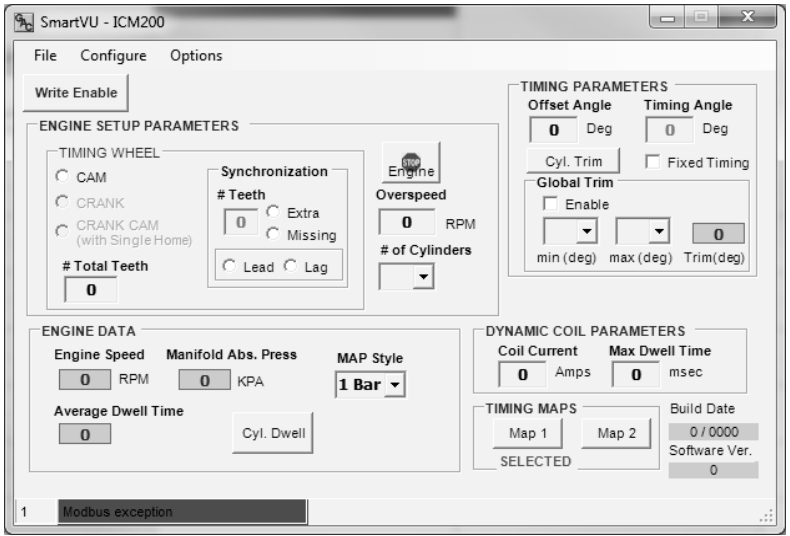 GAC SmartVU - ICM200
File Configure Options
Write Enable
ENGINE SETUP PARAMETERS
TIMING WHEEL
CAM
CRANK
CRANK CAM
(with Single Home)
# Total Teeth
0
Synchronization
# Teeth
0
Extra
Missing
Lead Lag
STOP
Engine
Overspeed
0 RPM
# of Cylinders
TIMING PARAMETERS
Offset Angle Timing Angle
0 Deg 0 Deg
Cyl. Trim Fixed Timing
Global Trim
Enable
0
min (deg) max (deg) Trim(deg)
ENGINE DATA
Engine Speed Manifold Abs. Press MAP Style
0 RPM 0 KPA 1 Bar
Average Dwell Time
0 Cyl. Dwell
DYNAMIC COIL PARAMETERS
Coil Current Max Dwell Time
0 Amps 0 msec
TIMING MAPS
Map 1 Map 2
SELECTED
Build Date
0 / 0000
Software Ver.
0
1 Modbus exception